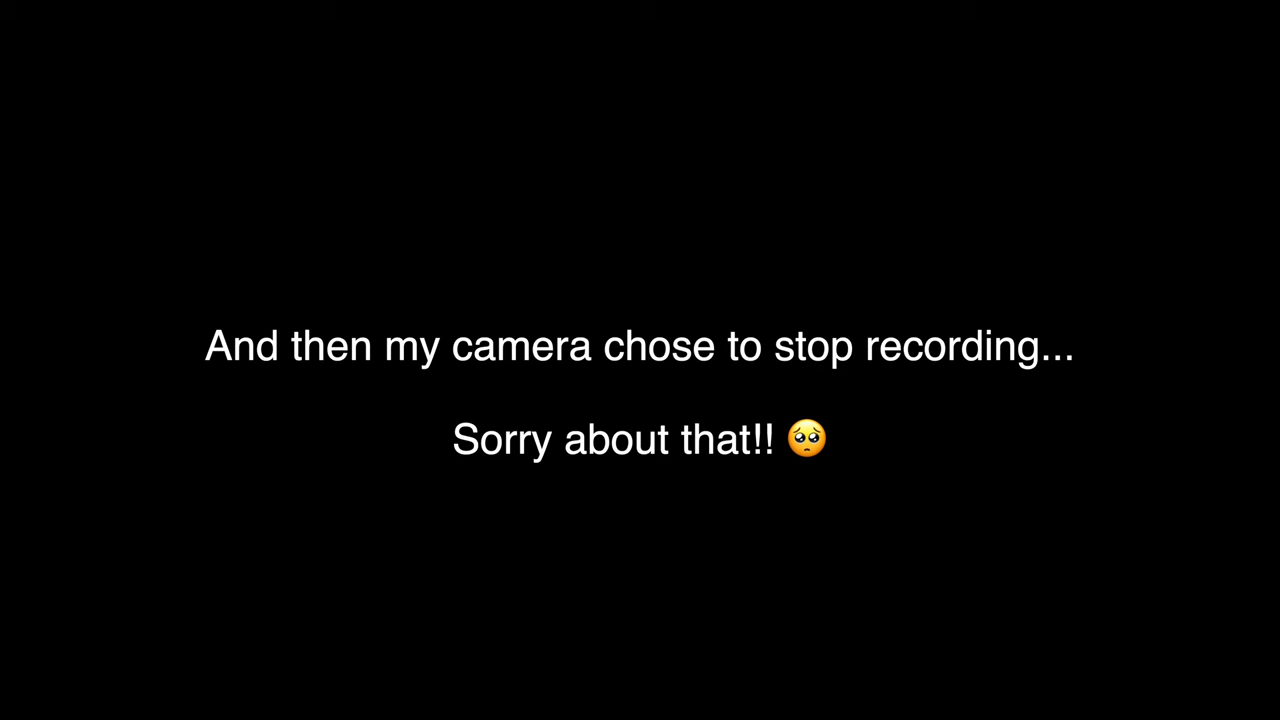 And then my camera chose to stop recording...
Sorry about that!! 🥺